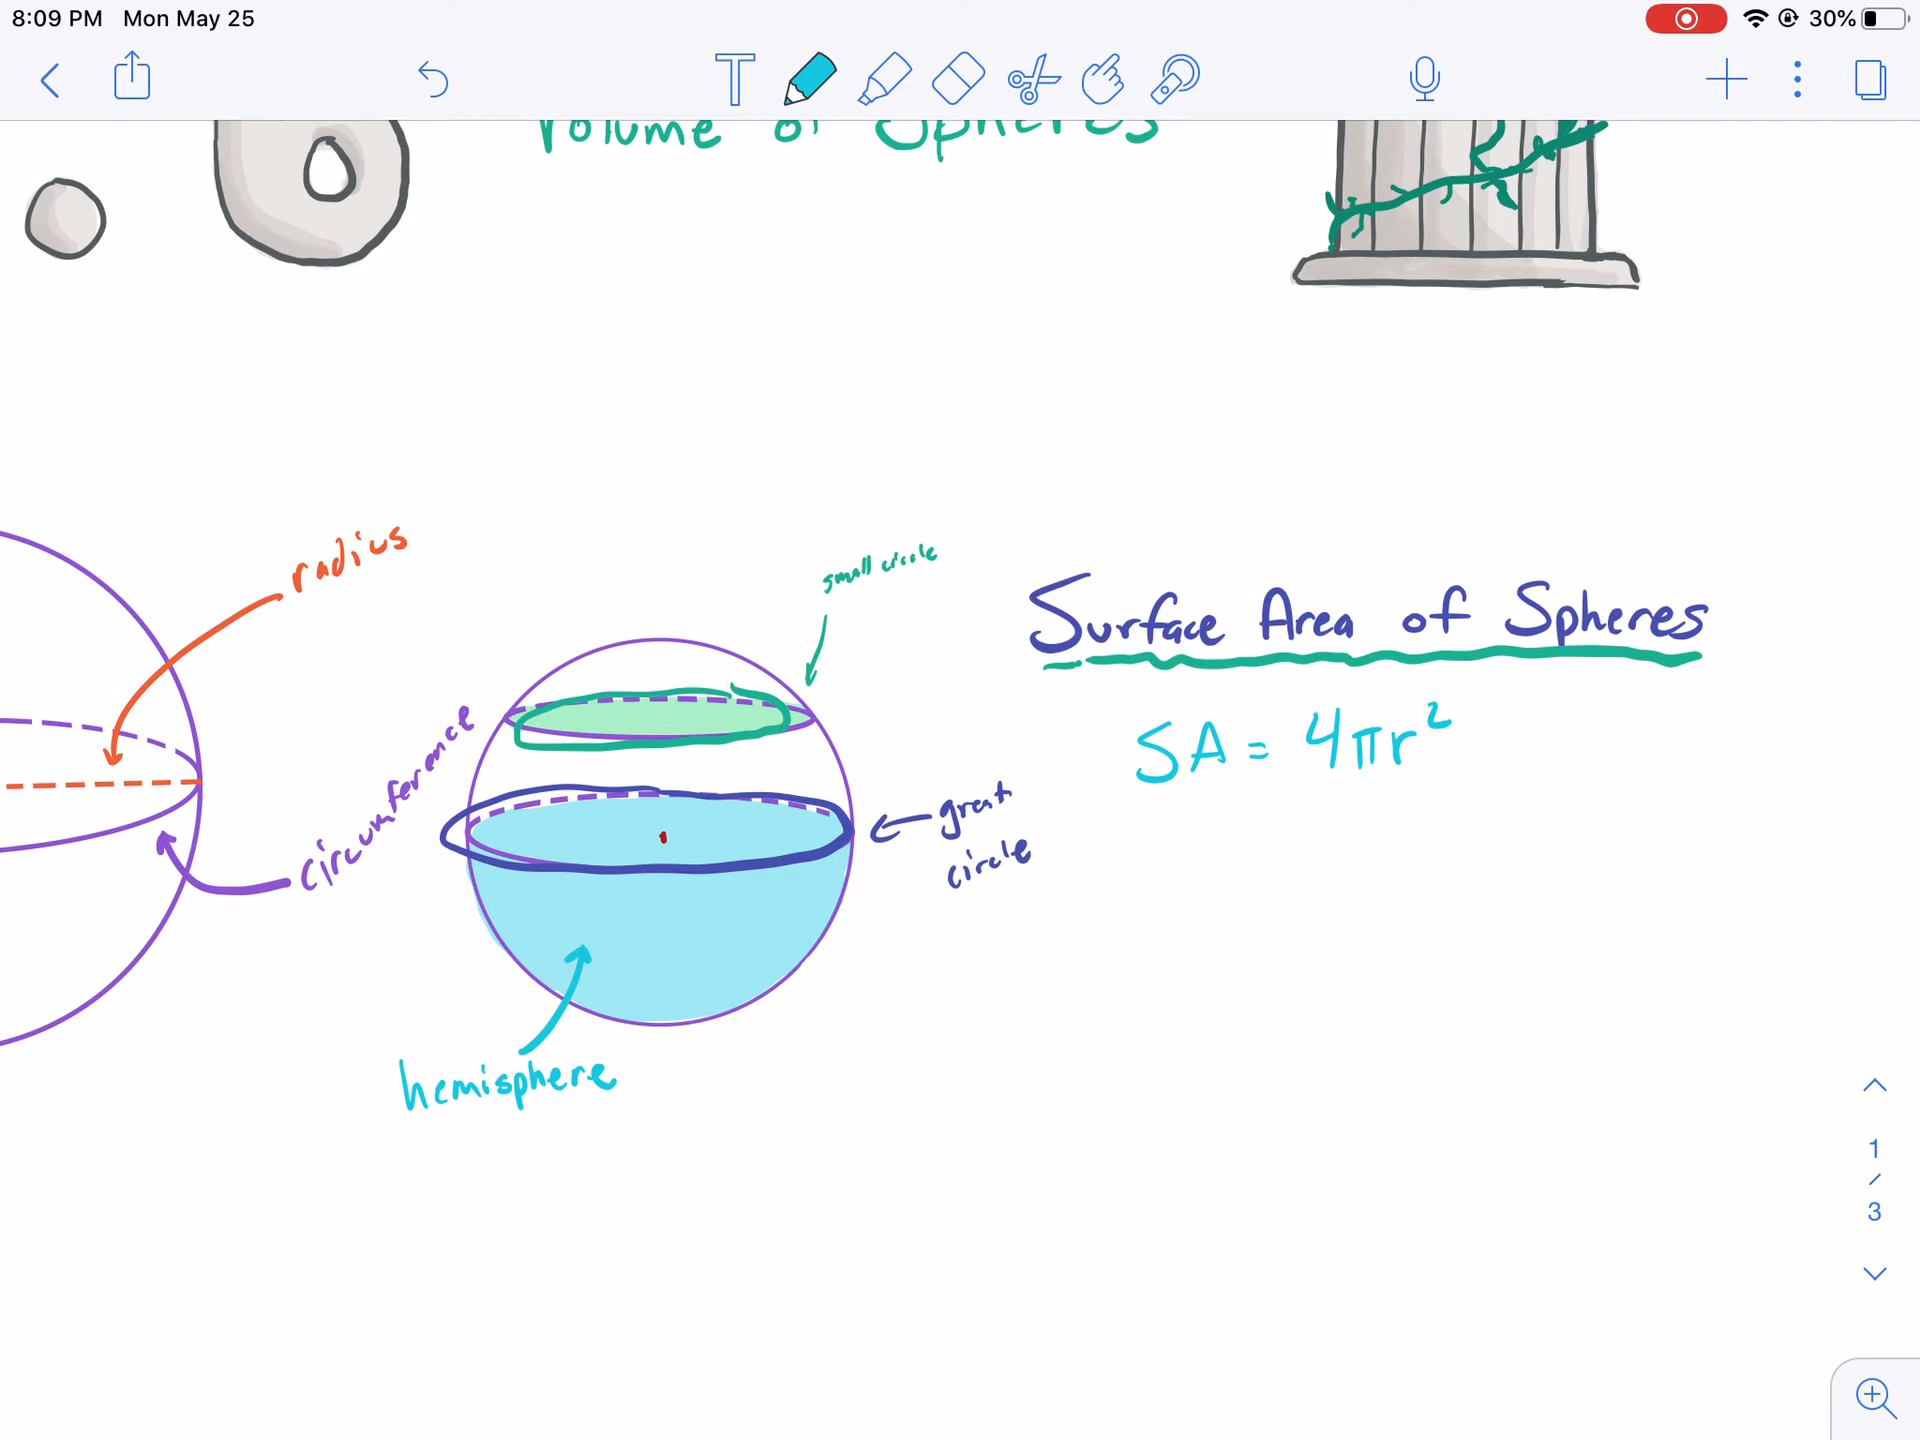 8:09 PM Mon May 25
30%
T
6
Volume of Spheres
radius
small circle
circumference
great
circle
hemisphere
Surface Area of Spheres
SA = 4πr²
1
/
3